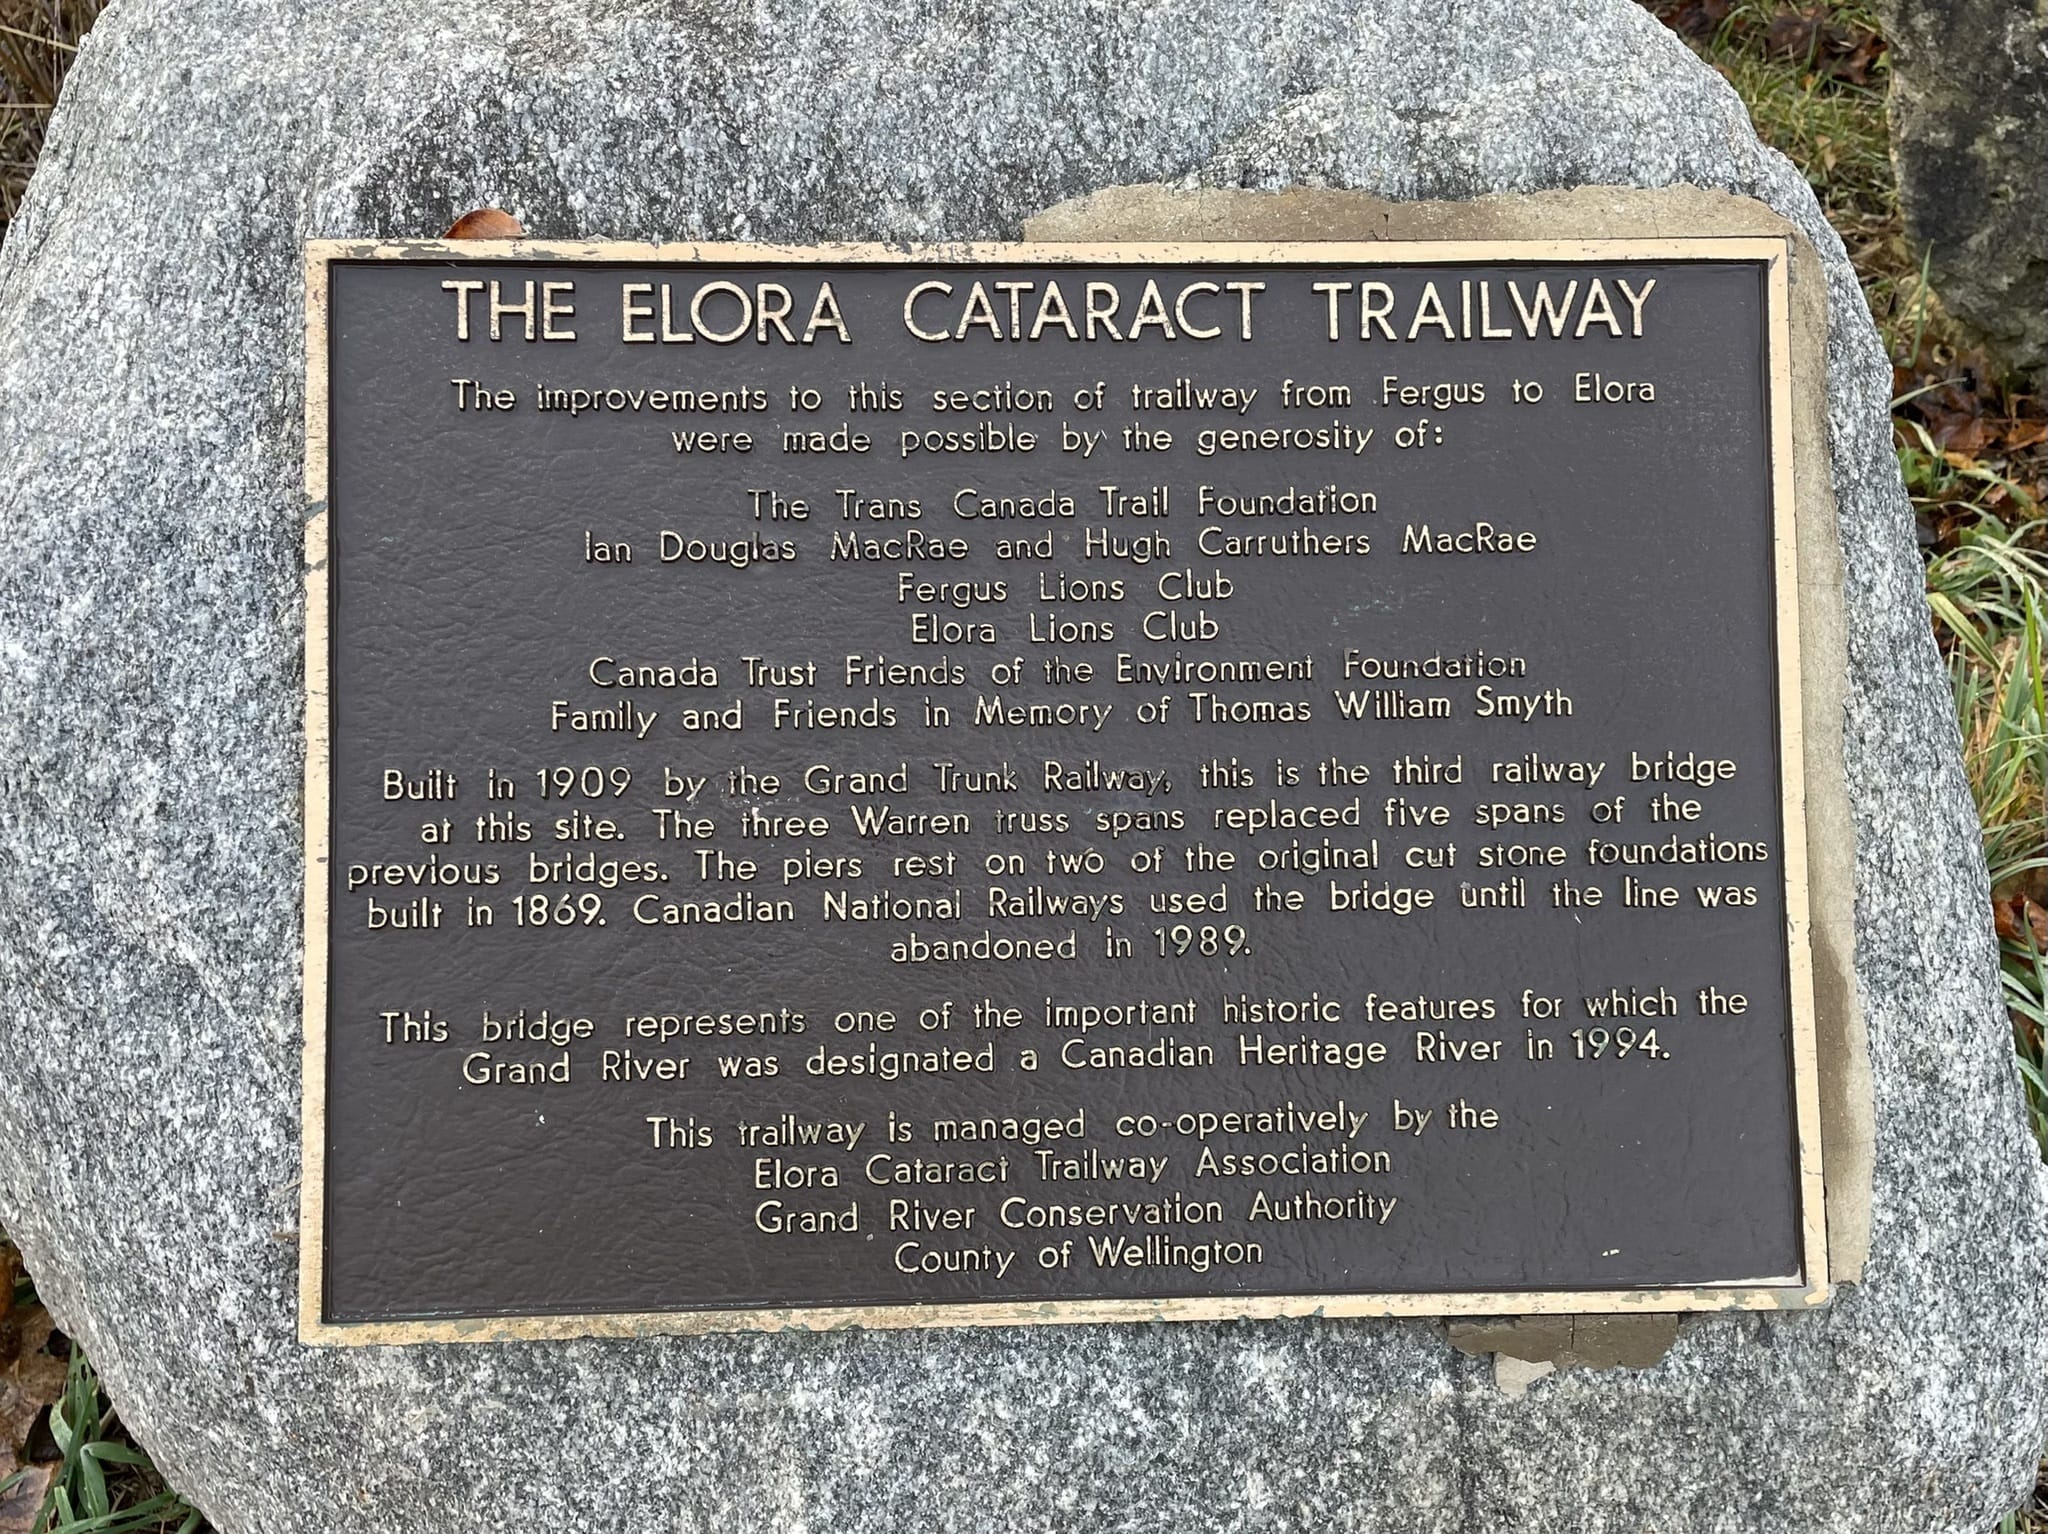 THE ELORA CATARACT TRAILWAY
The improvements to this section of trailway from Fergus to Elora
were made possible by the generosity of:
The Trans Canada Trail Foundation
Ian Douglas MacRae and Hugh Carruthers MacRae
Fergus Lions Club
Elora Lions Club
Canada Trust Friends of the Environment Foundation
Family and Friends in Memory of Thomas William Smyth
Built in 1909 by the Grand Trunk Railway, this is the third railway bridge
at this site. The three Warren truss spans replaced five spans of the
previous bridges. The piers rest on two of the original cut stone foundations
built in 1869. Canadian National Railways used the bridge until the line was
abandoned in 1989.
This bridge represents one of the important historic features for which the
Grand River was designated a Canadian Heritage River in 1994.
This trailway is managed co-operatively by the
Elora Cataract Trailway Association
Grand River Conservation Authority
County of Wellington